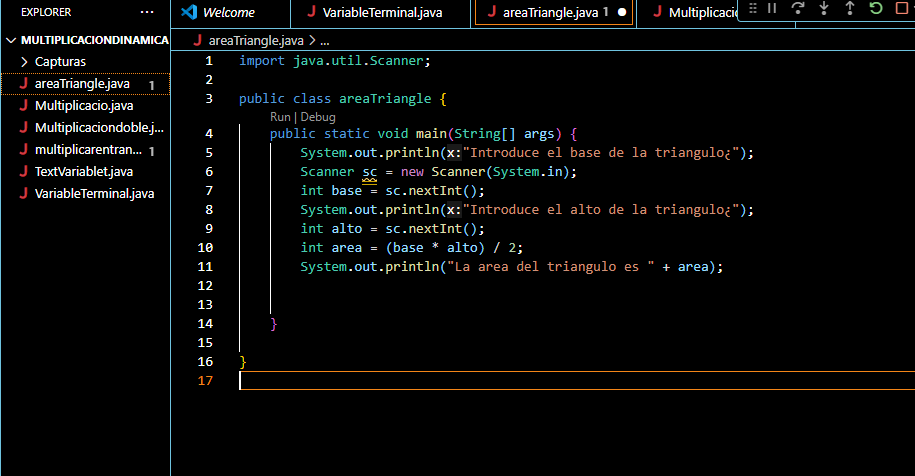 EXPLORER ...
Welcome
VariableTerminal.java
areaTriangle.java 1
Multiplicacio
MULTIPLICACIONDINAMICA
Capturas
areaTriangle.java 1
Multiplicacio.java
Multiplicaciondoble.j...
multiplicarentran... 1
TextVariablet.java
VariableTerminal.java
areaTriangle.java > ...
1 import java.util.Scanner;
2
3 public class areaTriangle {
Run | Debug
4 public static void main(String[] args) {
5 System.out.println(x:"Introduce el base de la triangulo¿");
6 Scanner sc = new Scanner(System.in);
7 int base = sc.nextInt();
8 System.out.println(x:"Introduce el alto de la triangulo¿");
9 int alto = sc.nextInt();
10 int area = (base * alto) / 2;
11 System.out.println("La area del triangulo es " + area);
12
13
14 }
15
16 }
17